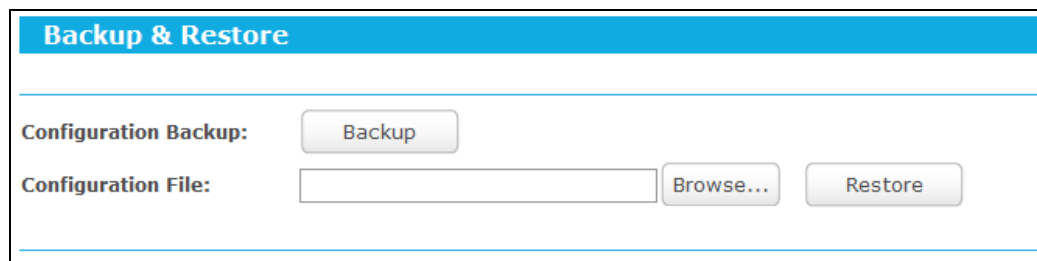 Backup & Restore
Configuration Backup: Backup
Configuration File: Browse... Restore